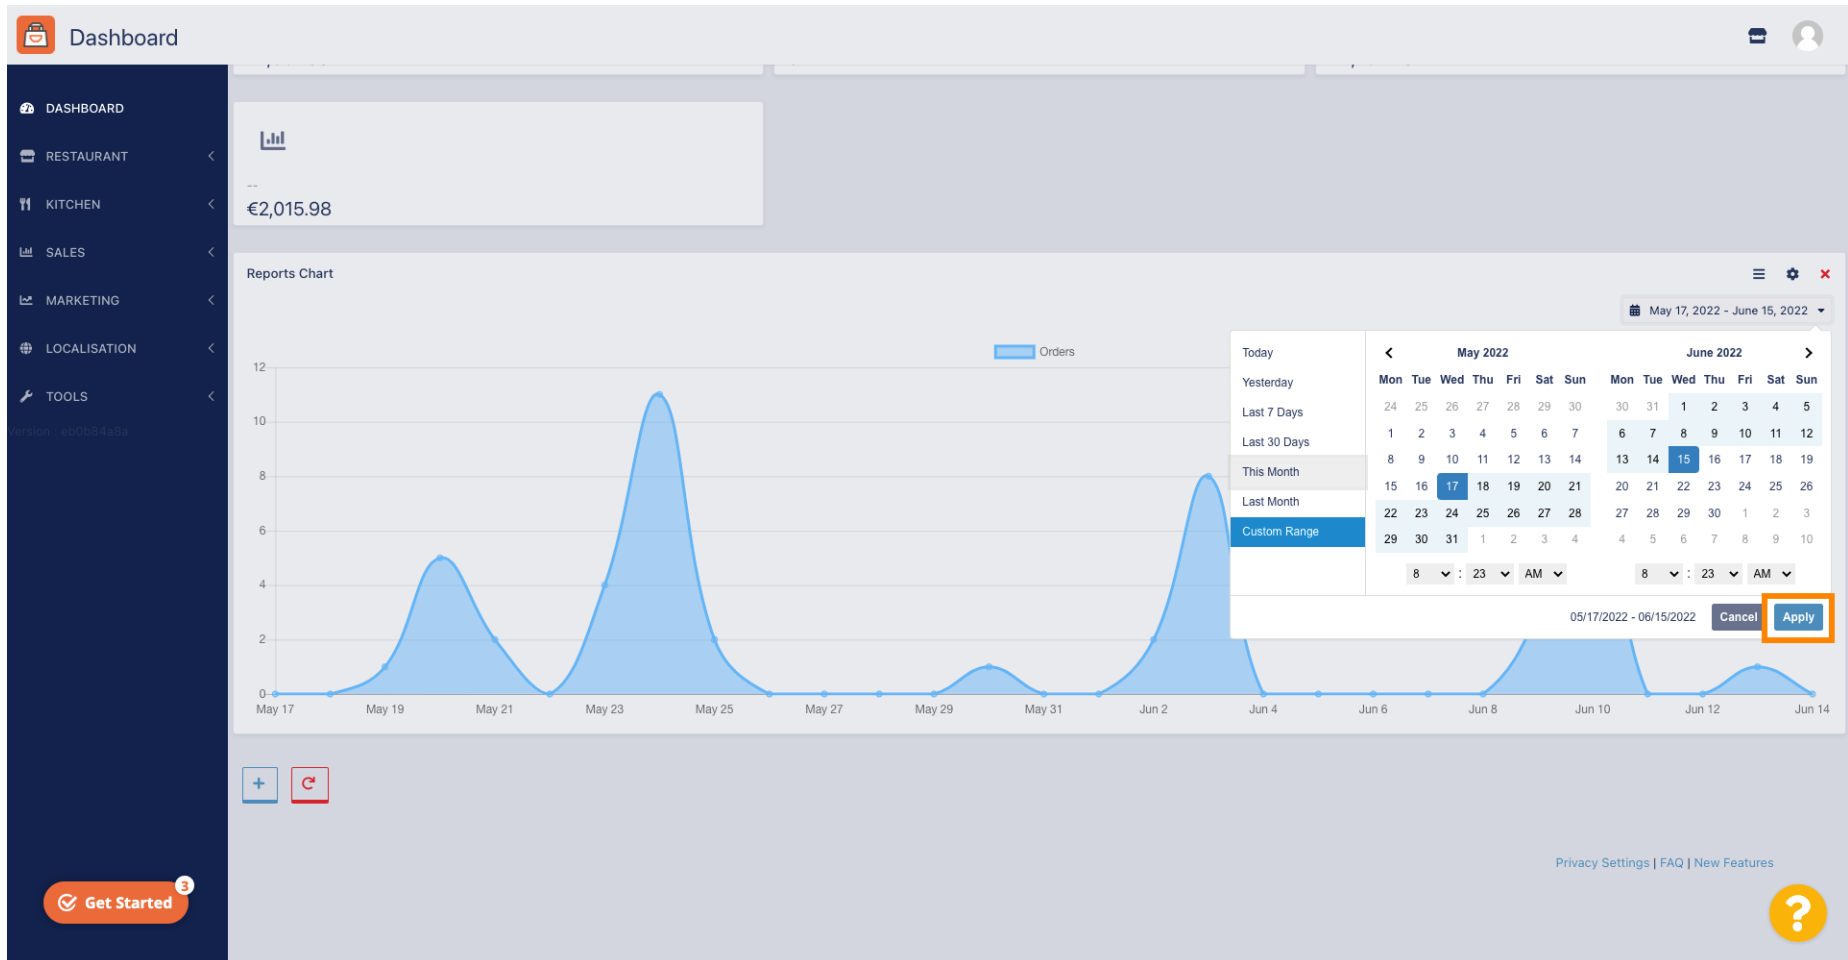 Dashboard
DASHBOARD
RESTAURANT
KITCHEN
SALES
MARKETING
LOCALISATION
TOOLS
Version : eb0b84a8a
--
€2,015.98
Reports Chart
May 17, 2022 - June 15, 2022
Orders
12
10
8
6
4
2
0
May 17 May 19 May 21 May 23 May 25 May 27 May 29 May 31 Jun 2 Jun 4 Jun 6 Jun 8 Jun 10 Jun 12 Jun 14
Today
Yesterday
Last 7 Days
Last 30 Days
This Month
Last Month
Custom Range
May 2022
Mon Tue Wed Thu Fri Sat Sun
24 25 26 27 28 29 30
1 2 3 4 5 6 7
8 9 10 11 12 13 14
15 16 17 18 19 20 21
22 23 24 25 26 27 28
29 30 31 1 2 3 4
8 : 23 AM
June 2022
Mon Tue Wed Thu Fri Sat Sun
30 31 1 2 3 4 5
6 7 8 9 10 11 12
13 14 15 16 17 18 19
20 21 22 23 24 25 26
27 28 29 30 1 2 3
4 5 6 7 8 9 10
8 : 23 AM
05/17/2022 - 06/15/2022 Cancel Apply
Privacy Settings | FAQ | New Features
Get Started 3
?